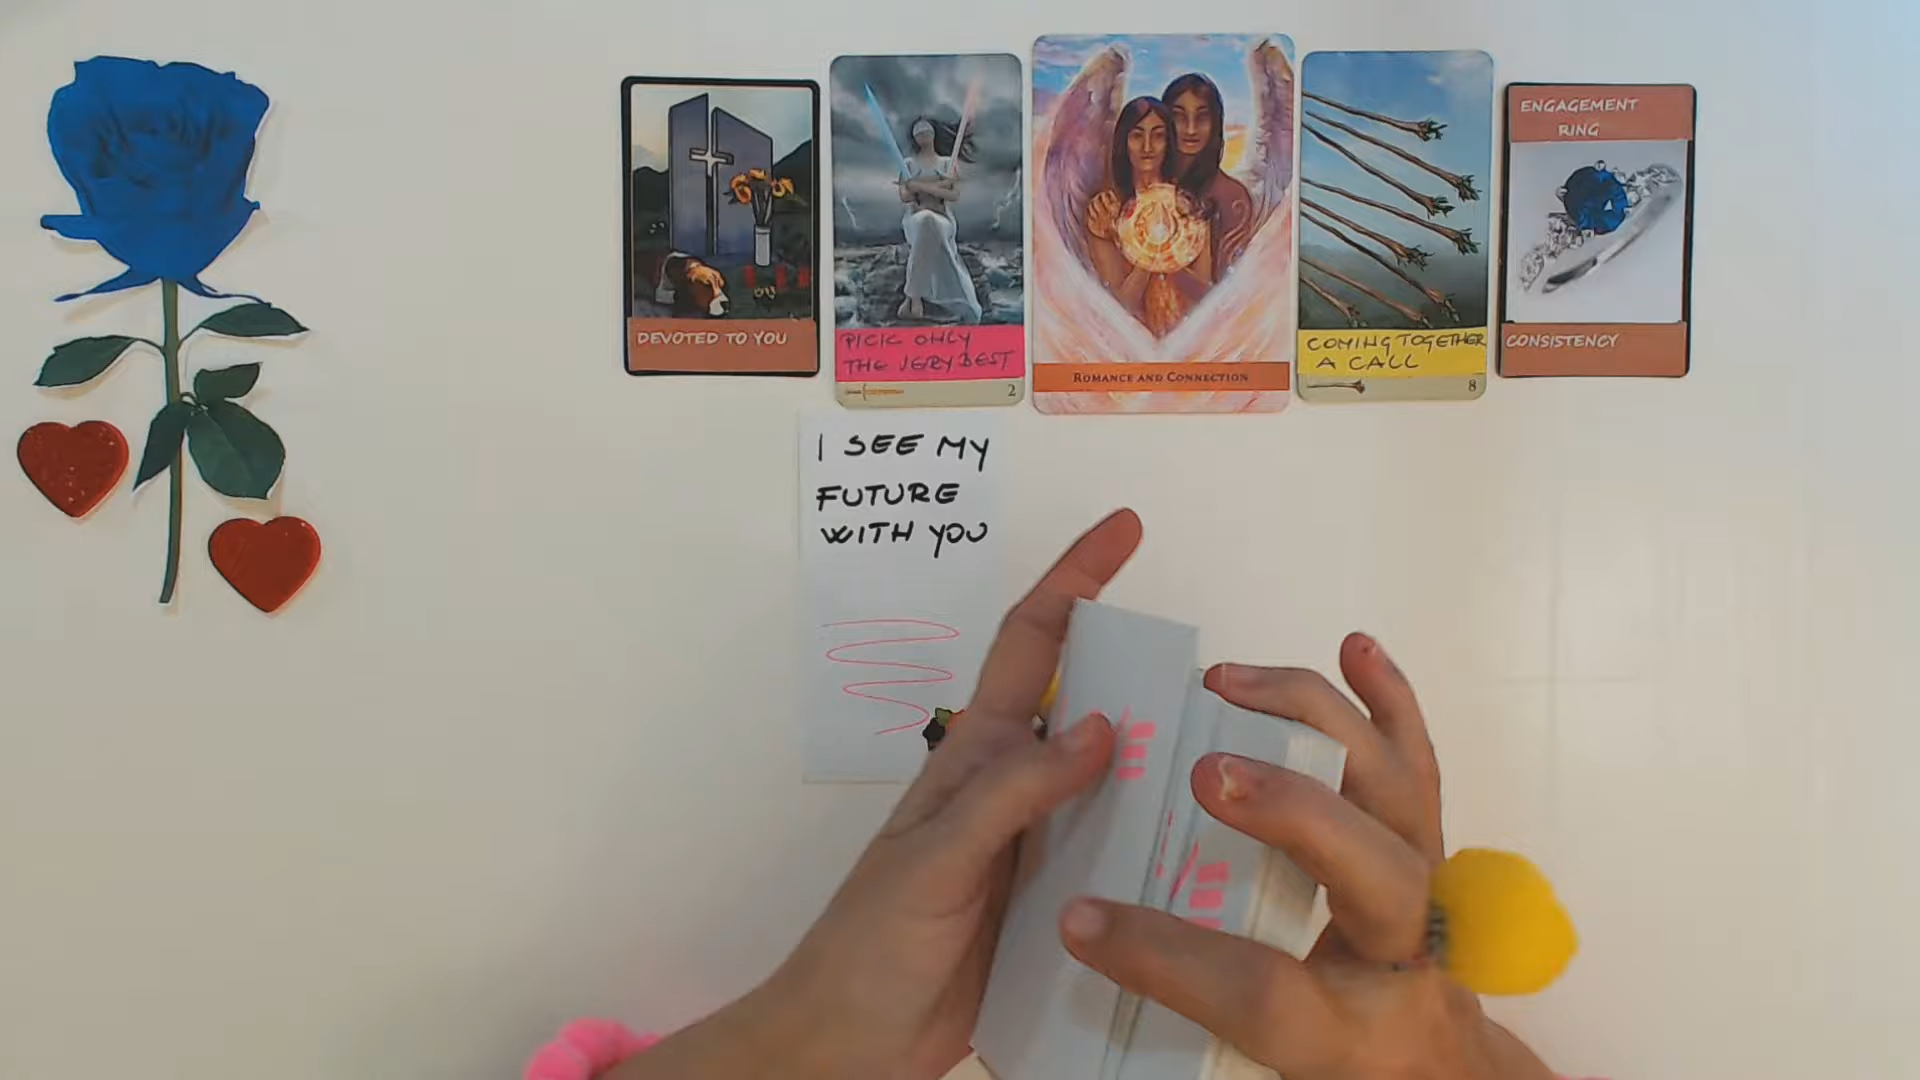 DEVOTED TO YOU
PICK ONLY
THE VERY BEST
2
ROMANCE AND CONNECTION
COMING TOGETHER
A CALL
8
ENGAGEMENT
RING
CONSISTENCY
I SEE MY
FUTURE
WITH YOU